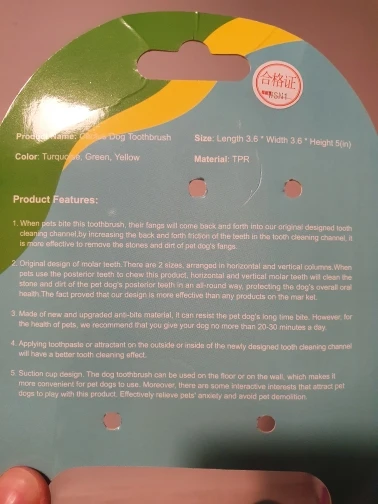 合格证
Product Name: Dog Toothbrush
Size: Length 3.6 * Width 3.6 * Height 5(in)
Color: Turquoise, Green, Yellow
Material: TPR
Product Features:
1. When pets bite this toothbrush, their fangs will come back and forth into our original designed tooth
cleaning channel,by increasing the back end forth friction of the teeth in the tooth cleaning channel, it
is more effective to remove the stones and dirt of pet dog's fangs.
2. Original design of molar teeth.There are 2 sizes, arranged in horizontal and vertical columns.When
pets use the posterior teeth to chew this product, horizontal and vertical molar teeth will clean the
stone and dirt of the pet dog's posterior teeth in an all-round way, protecting the dog's overall oral
health.The fact proved that our design is more effective than any products on the mar ket.
3. Made of new and upgraded anti-bite material, it can resist the pet dog's long time bite. However, for
the health of pets, we recommend that you give your dog no more than 20-30 minutes a day.
4. Applying toothpaste or attractant on the outside or inside of the newly designed tooth cleaning channel
will have a better tooth cleaning effect.
5. Suction cup design. The dog toothbrush can be used on the floor or on the wall, which makes it
more convenient for pet dogs to use. Moreover, there are some interactive interests that attract pet
dogs to play with this product. Effectively relieve pets' anxiety and avoid pet demolition.